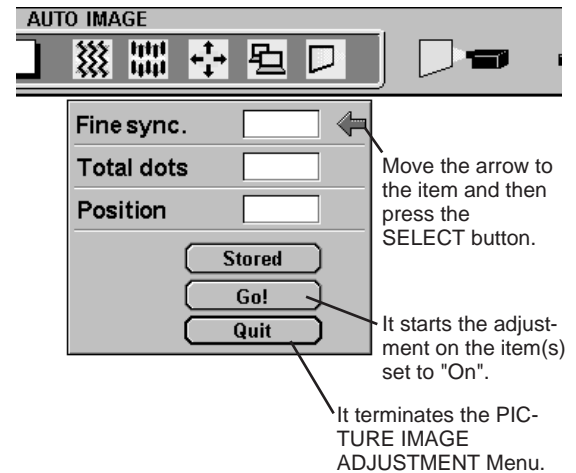 AUTO IMAGE
Fine sync.
Total dots
Position
Stored
Go!
Quit
Move the arrow to
the item and then
press the
SELECT button.
It starts the adjust-
ment on the item(s)
set to "On".
It terminates the PIC-
TURE IMAGE
ADJUSTMENT Menu.